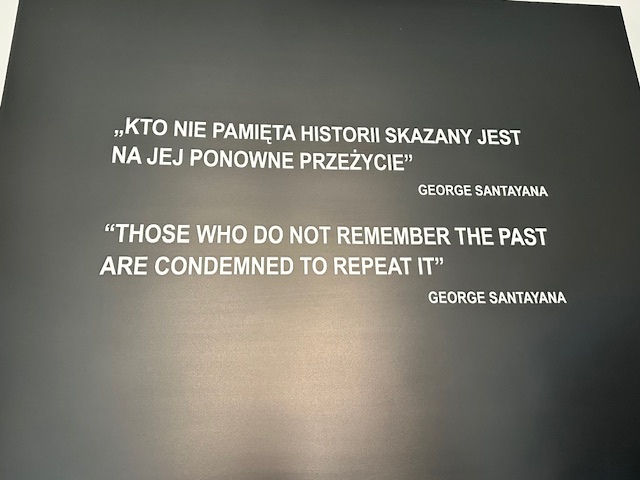 „KTO NIE PAMIĘTA HISTORII SKAZANY JEST
NA JEJ PONOWNE PRZEŻYCIE”
GEORGE SANTAYANA
“THOSE WHO DO NOT REMEMBER THE PAST
ARE CONDEMNED TO REPEAT IT”
GEORGE SANTAYANA